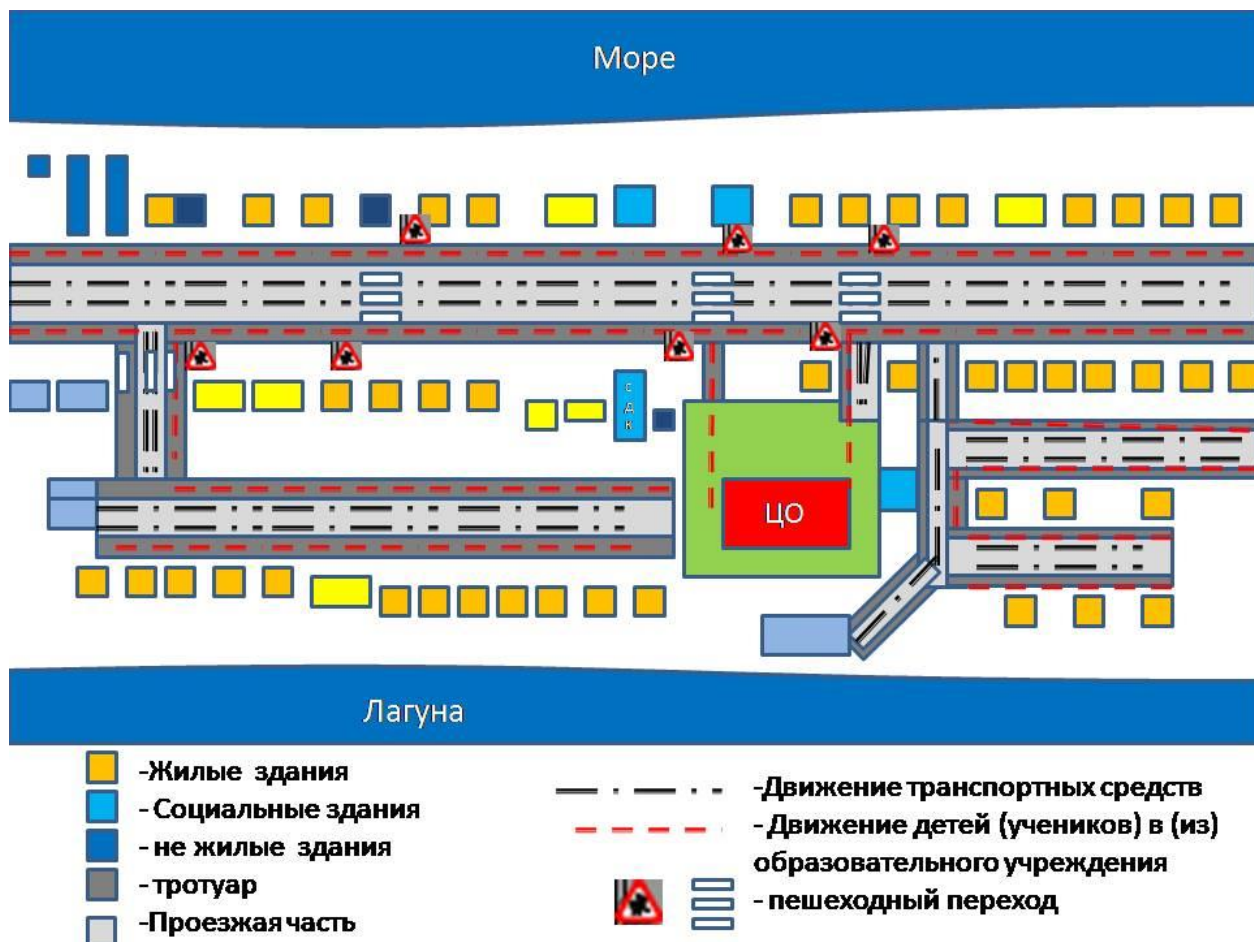 Море
СДК
ЦО
Лагуна
-Жилые здания
- Социальные здания
- не жилые здания
- тротуар
-Проезжая часть
-Движение транспортных средств
- Движение детей (учеников) в (из)
образовательного учреждения
- пешеходный переход